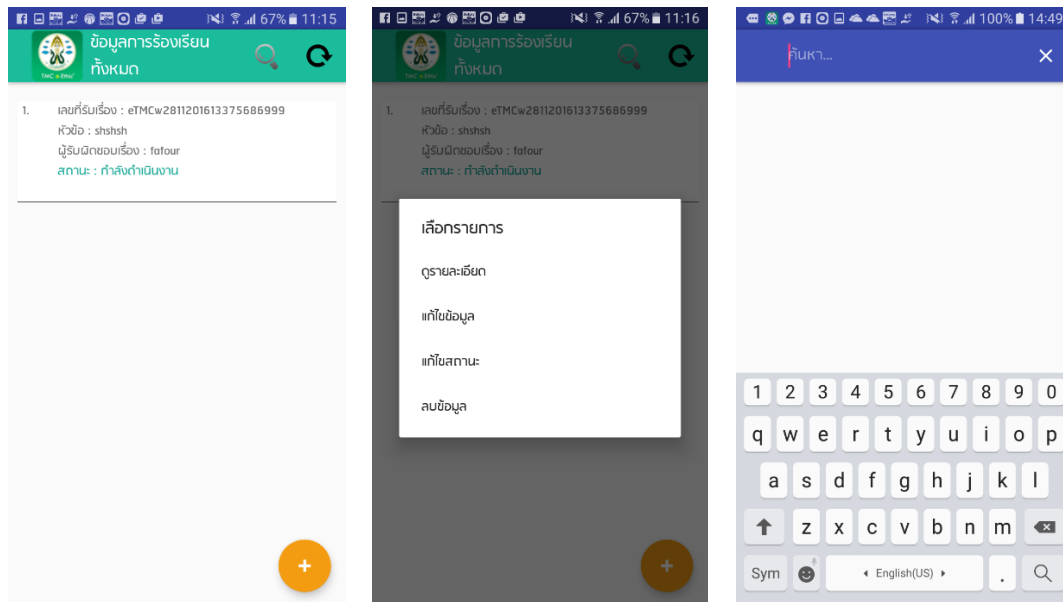 67% 11:15
ข้อมูลการร้องเรียน
ทั้งหมด
TMC e-Emu'
1. เลขที่รับเรื่อง : eTMCw2811201613375686999
หัวข้อ : shshsh
ผู้รับผิดชอบเรื่อง : fafour
สถานะ : กำลังดำเนินงาน
+
67% 11:16
ข้อมูลการร้องเรียน
ทั้งหมด
1. เลขที่รับเรื่อง : eTMCw2811201613375686999
หัวข้อ : shshsh
ผู้รับผิดชอบเรื่อง : fafour
สถานะ : กำลังดำเนินงาน
เลือกรายการ
ดูรายละเอียด
แก้ไขข้อมูล
แก้ไขสถานะ
ลบข้อมูล
+
100% 14:49
ค้นหา...
1 2 3 4 5 6 7 8 9 0
q w e r t y u i o p
a s d f g h j k l
z x c v b n m
Sym English(US) .